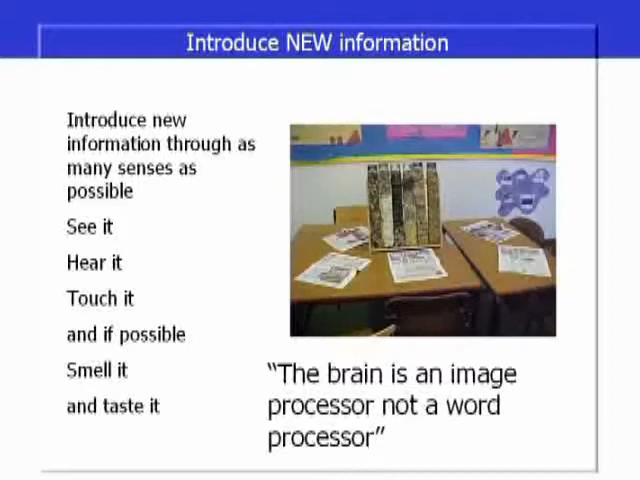 Introduce NEW information
Introduce new
information through as
many senses as
possible
See it
Hear it
Touch it
and if possible
Smell it
and taste it
“The brain is an image
processor not a word
processor”